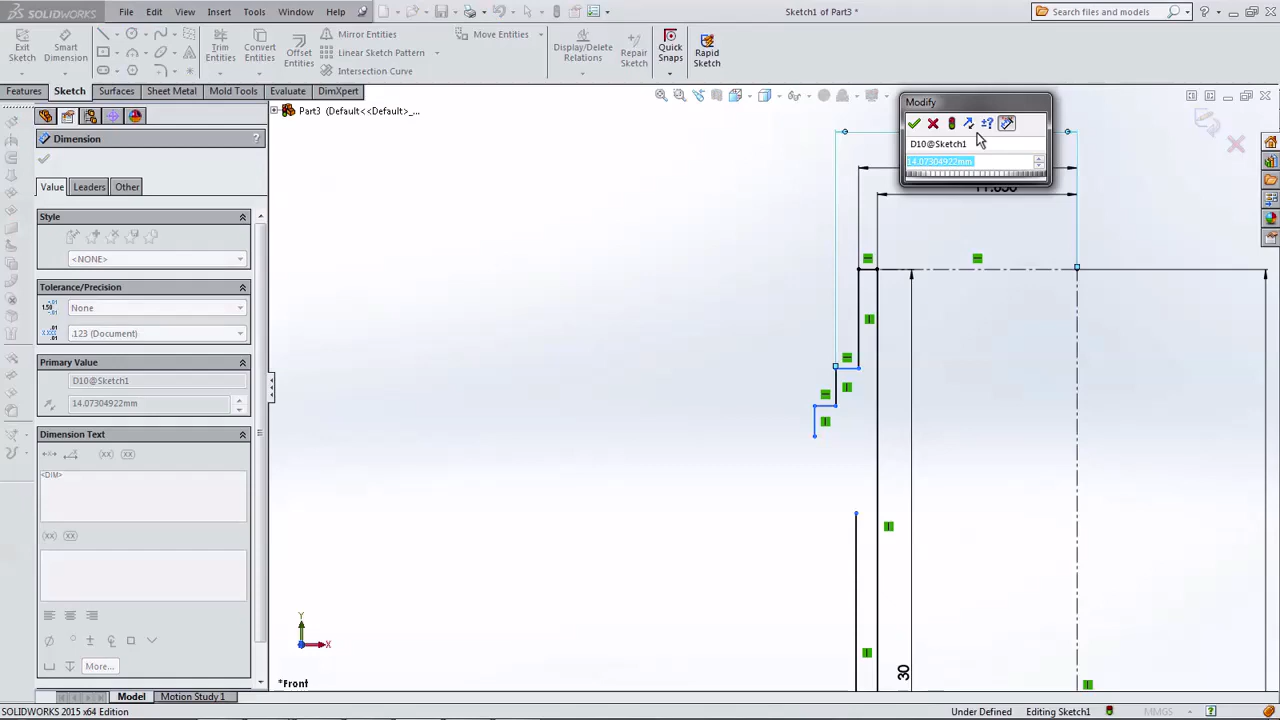 SOLIDWORKS File Edit View Insert Tools Window Help Sketch1 of Part3 * Search files and models
Exit Sketch Smart Dimension Trim Entities Convert Entities Offset Entities Mirror Entities Linear Sketch Pattern Intersection Curve Move Entities Display/Delete Relations Repair Sketch Quick Snaps Rapid Sketch
Features Sketch Surfaces Sheet Metal Mold Tools Evaluate DimXpert
Part3 (Default<<Default>_...
Modify
D10@Sketch1
14.07304922mm
Dimension ?
Value Leaders Other
Style
<NONE>
Tolerance/Precision
None
.123 (Document)
Primary Value
D10@Sketch1
14.07304922mm
Dimension Text
<DIM>
More...
30
Y
X
*Front
Model Motion Study 1
SOLIDWORKS 2015 x64 Edition Under Defined Editing Sketch1 MMGS